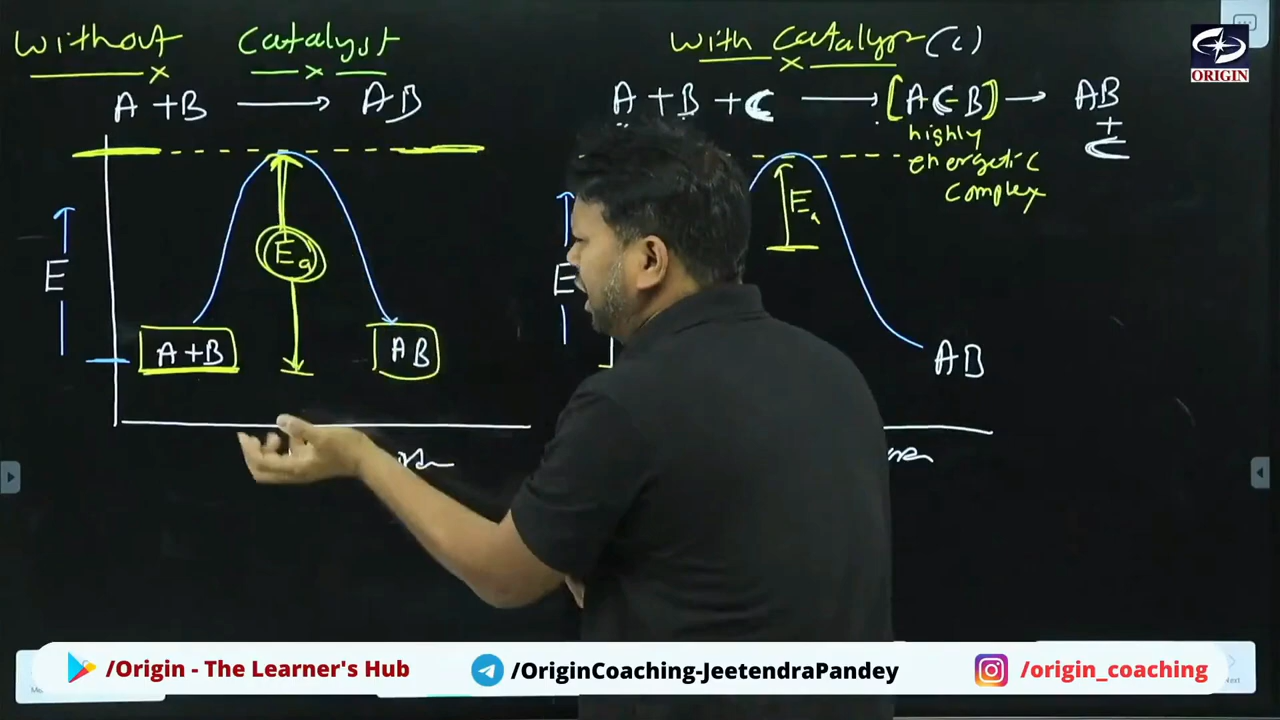 without catalyst
A + B → AB
E
Ea
A+B
AB
with catalyst (C)
A + B + C → [A C B] → AB + C
highly
energetic
complex
E
Ea
AB
ORIGIN
/Origin - The Learner's Hub
/OriginCoaching-JeetendraPandey
/origin_coaching